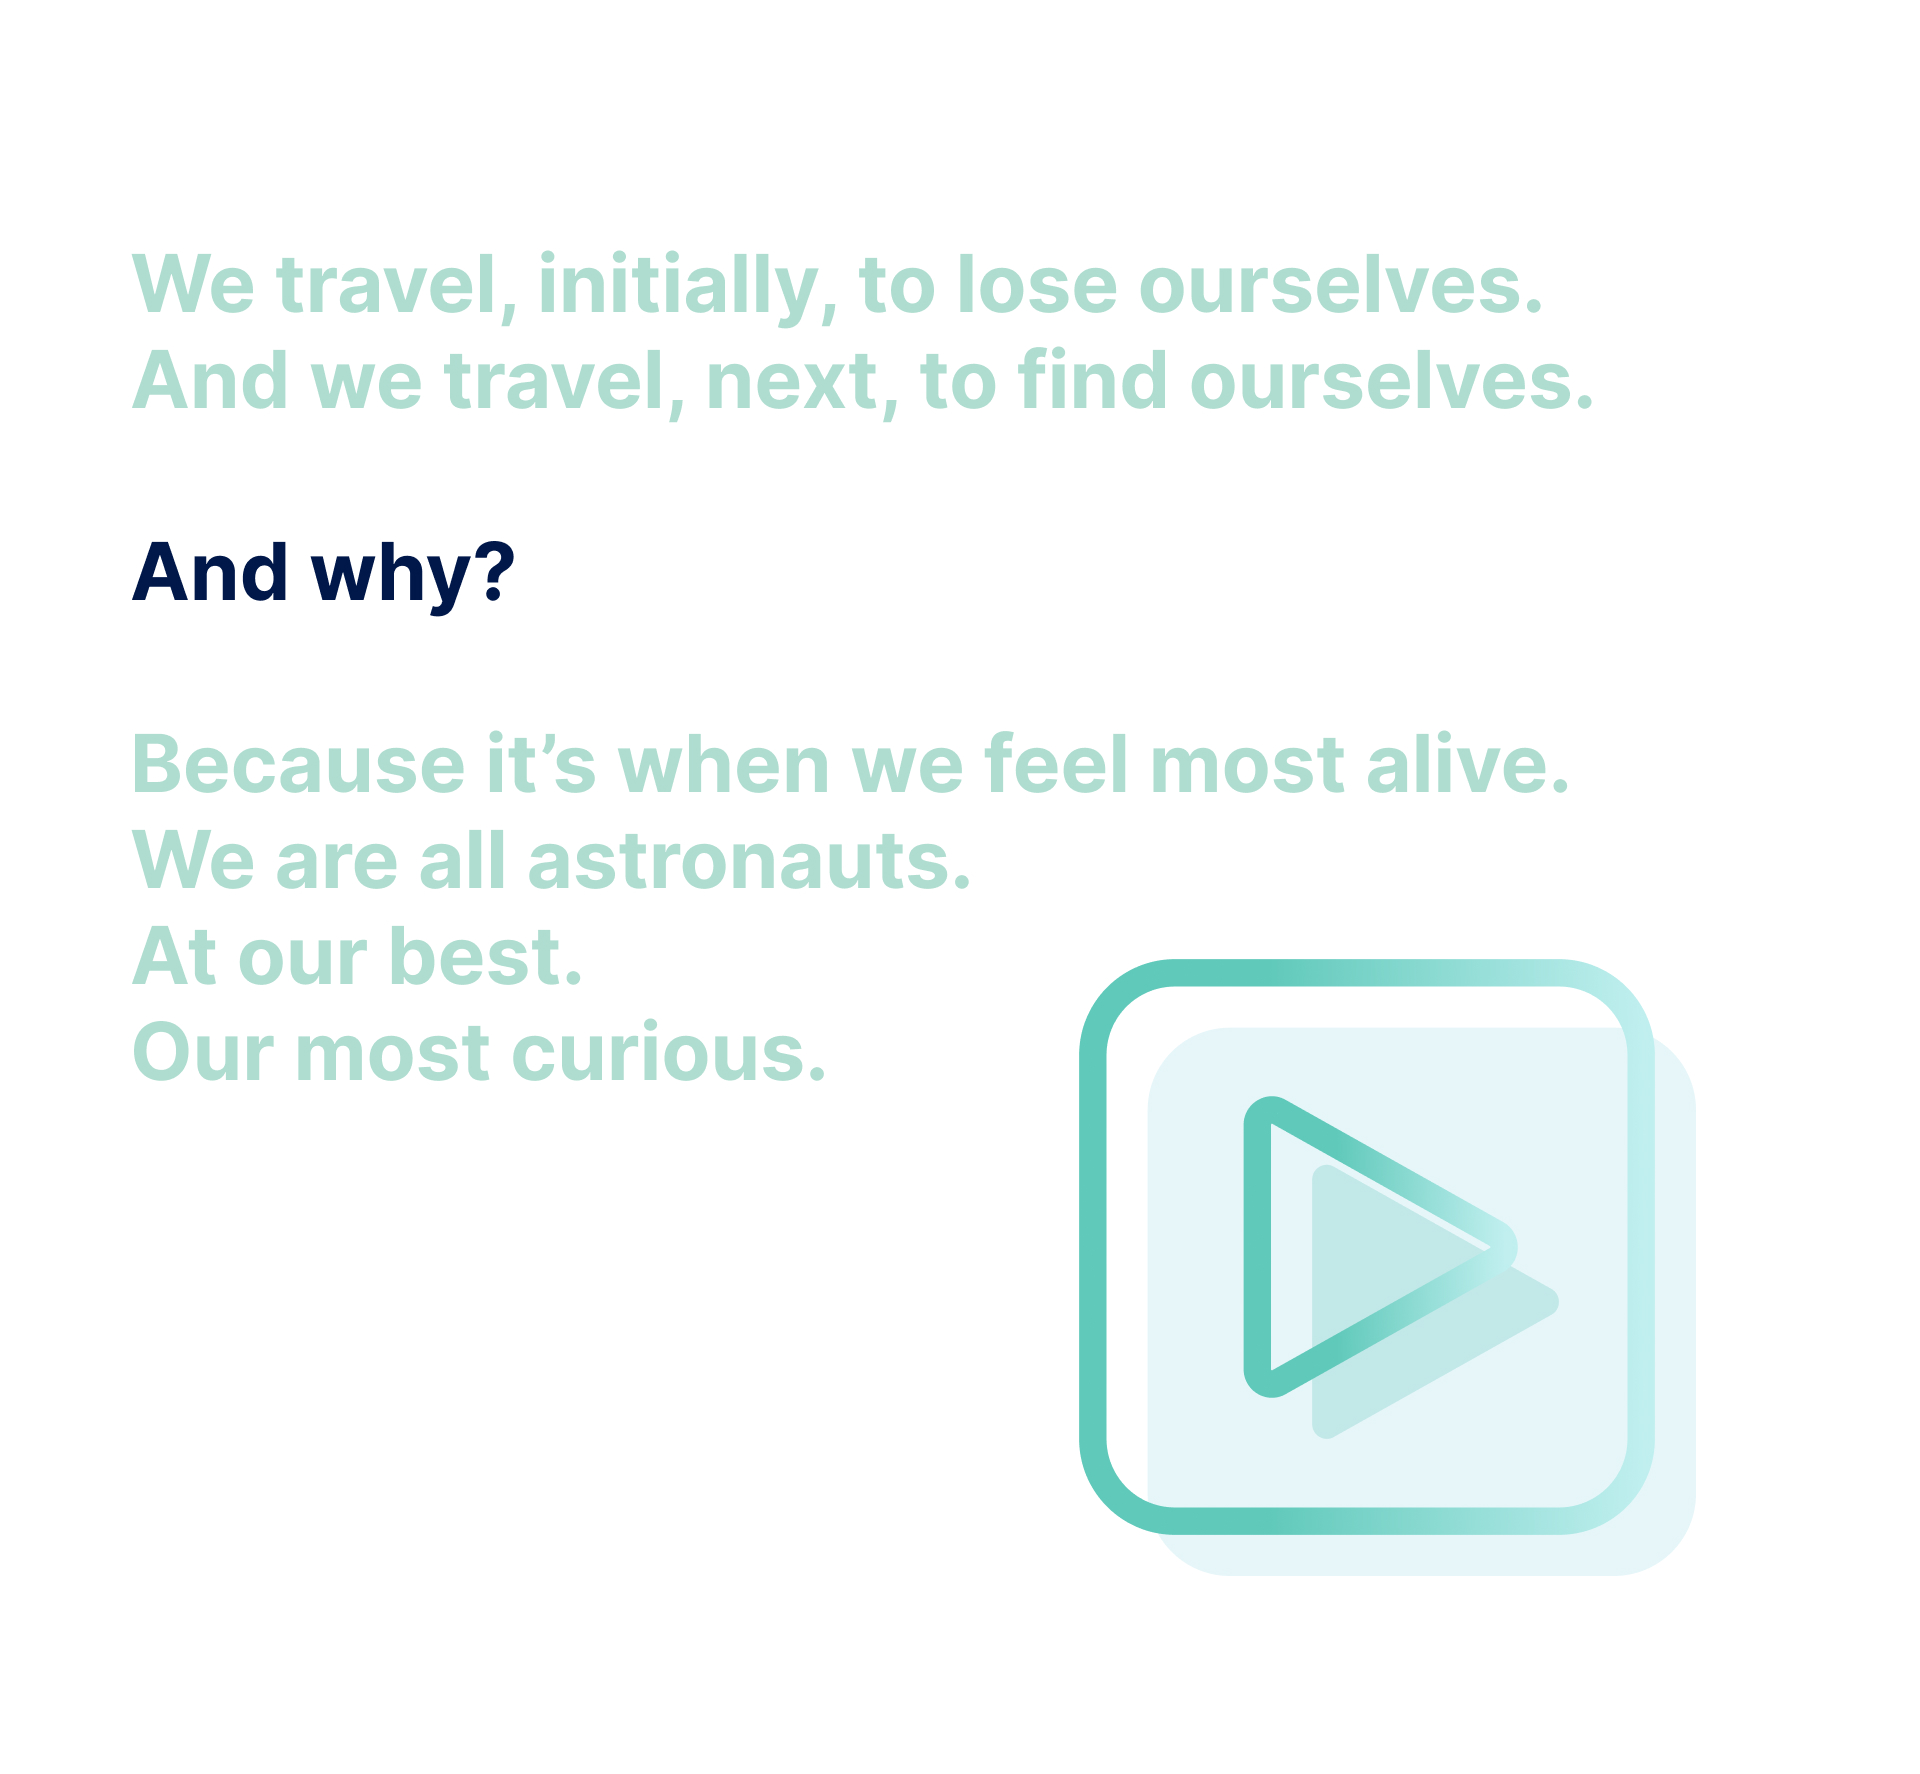 We travel, initially, to lose ourselves.
And we travel, next, to find ourselves.
And why?
Because it’s when we feel most alive.
We are all astronauts.
At our best.
Our most curious.